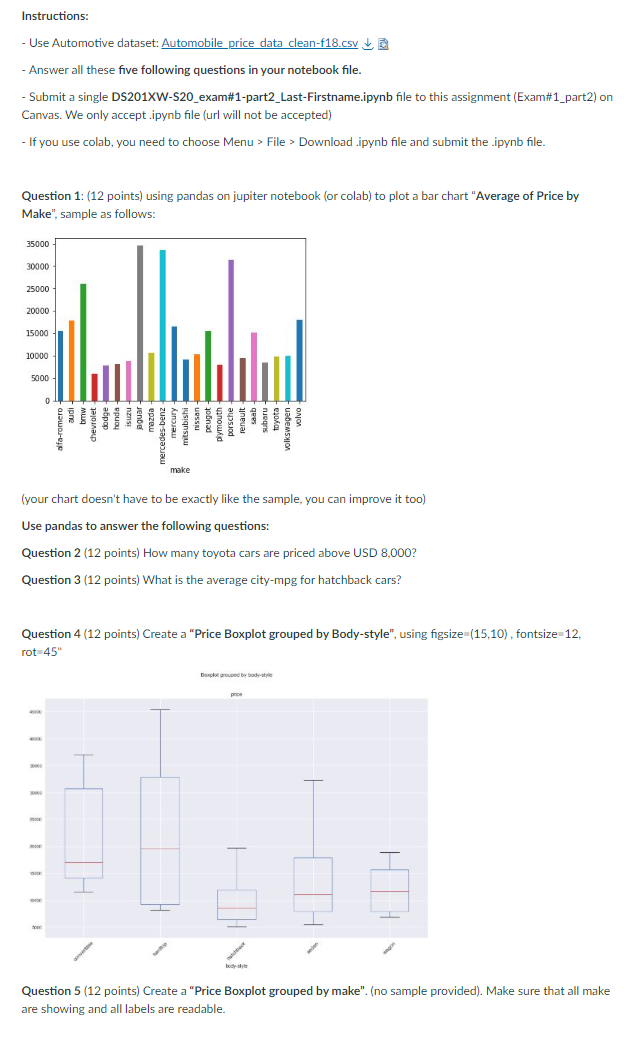 Instructions:
- Use Automotive dataset: Automobile_price_data_clean-f18.csv
- Answer all these five following questions in your notebook file.
- Submit a single DS201XW-S20_exam#1-part2_Last-Firstname.ipynb file to this assignment (Exam#1_part2) on
Canvas. We only accept .ipynb file (url will not be accepted)
- If you use colab, you need to choose Menu > File > Download .ipynb file and submit the .ipynb file.
Question 1: (12 points) using pandas on jupiter notebook (or colab) to plot a bar chart "Average of Price by
Make", sample as follows:
35000
30000
25000
20000
15000
10000
5000
0
alfa-romero
audi
bmw
chevrolet
dodge
honda
isuzu
jaguar
mazda
mercedes-benz
mercury
mitsubishi
nissan
peugot
plymouth
porsche
renault
saab
subaru
toyota
volkswagen
volvo
make
(your chart doesn't have to be exactly like the sample, you can improve it too)
Use pandas to answer the following questions:
Question 2 (12 points) How many toyota cars are priced above USD 8,000?
Question 3 (12 points) What is the average city-mpg for hatchback cars?
Question 4 (12 points) Create a "Price Boxplot grouped by Body-style", using figsize=(15,10) , fontsize=12,
rot=45"
Boxplot grouped by body-style
price
45000
40000
35000
30000
25000
20000
15000
10000
5000
convertible
hardtop
hatchback
sedan
wagon
body-style
Question 5 (12 points) Create a "Price Boxplot grouped by make". (no sample provided). Make sure that all make
are showing and all labels are readable.